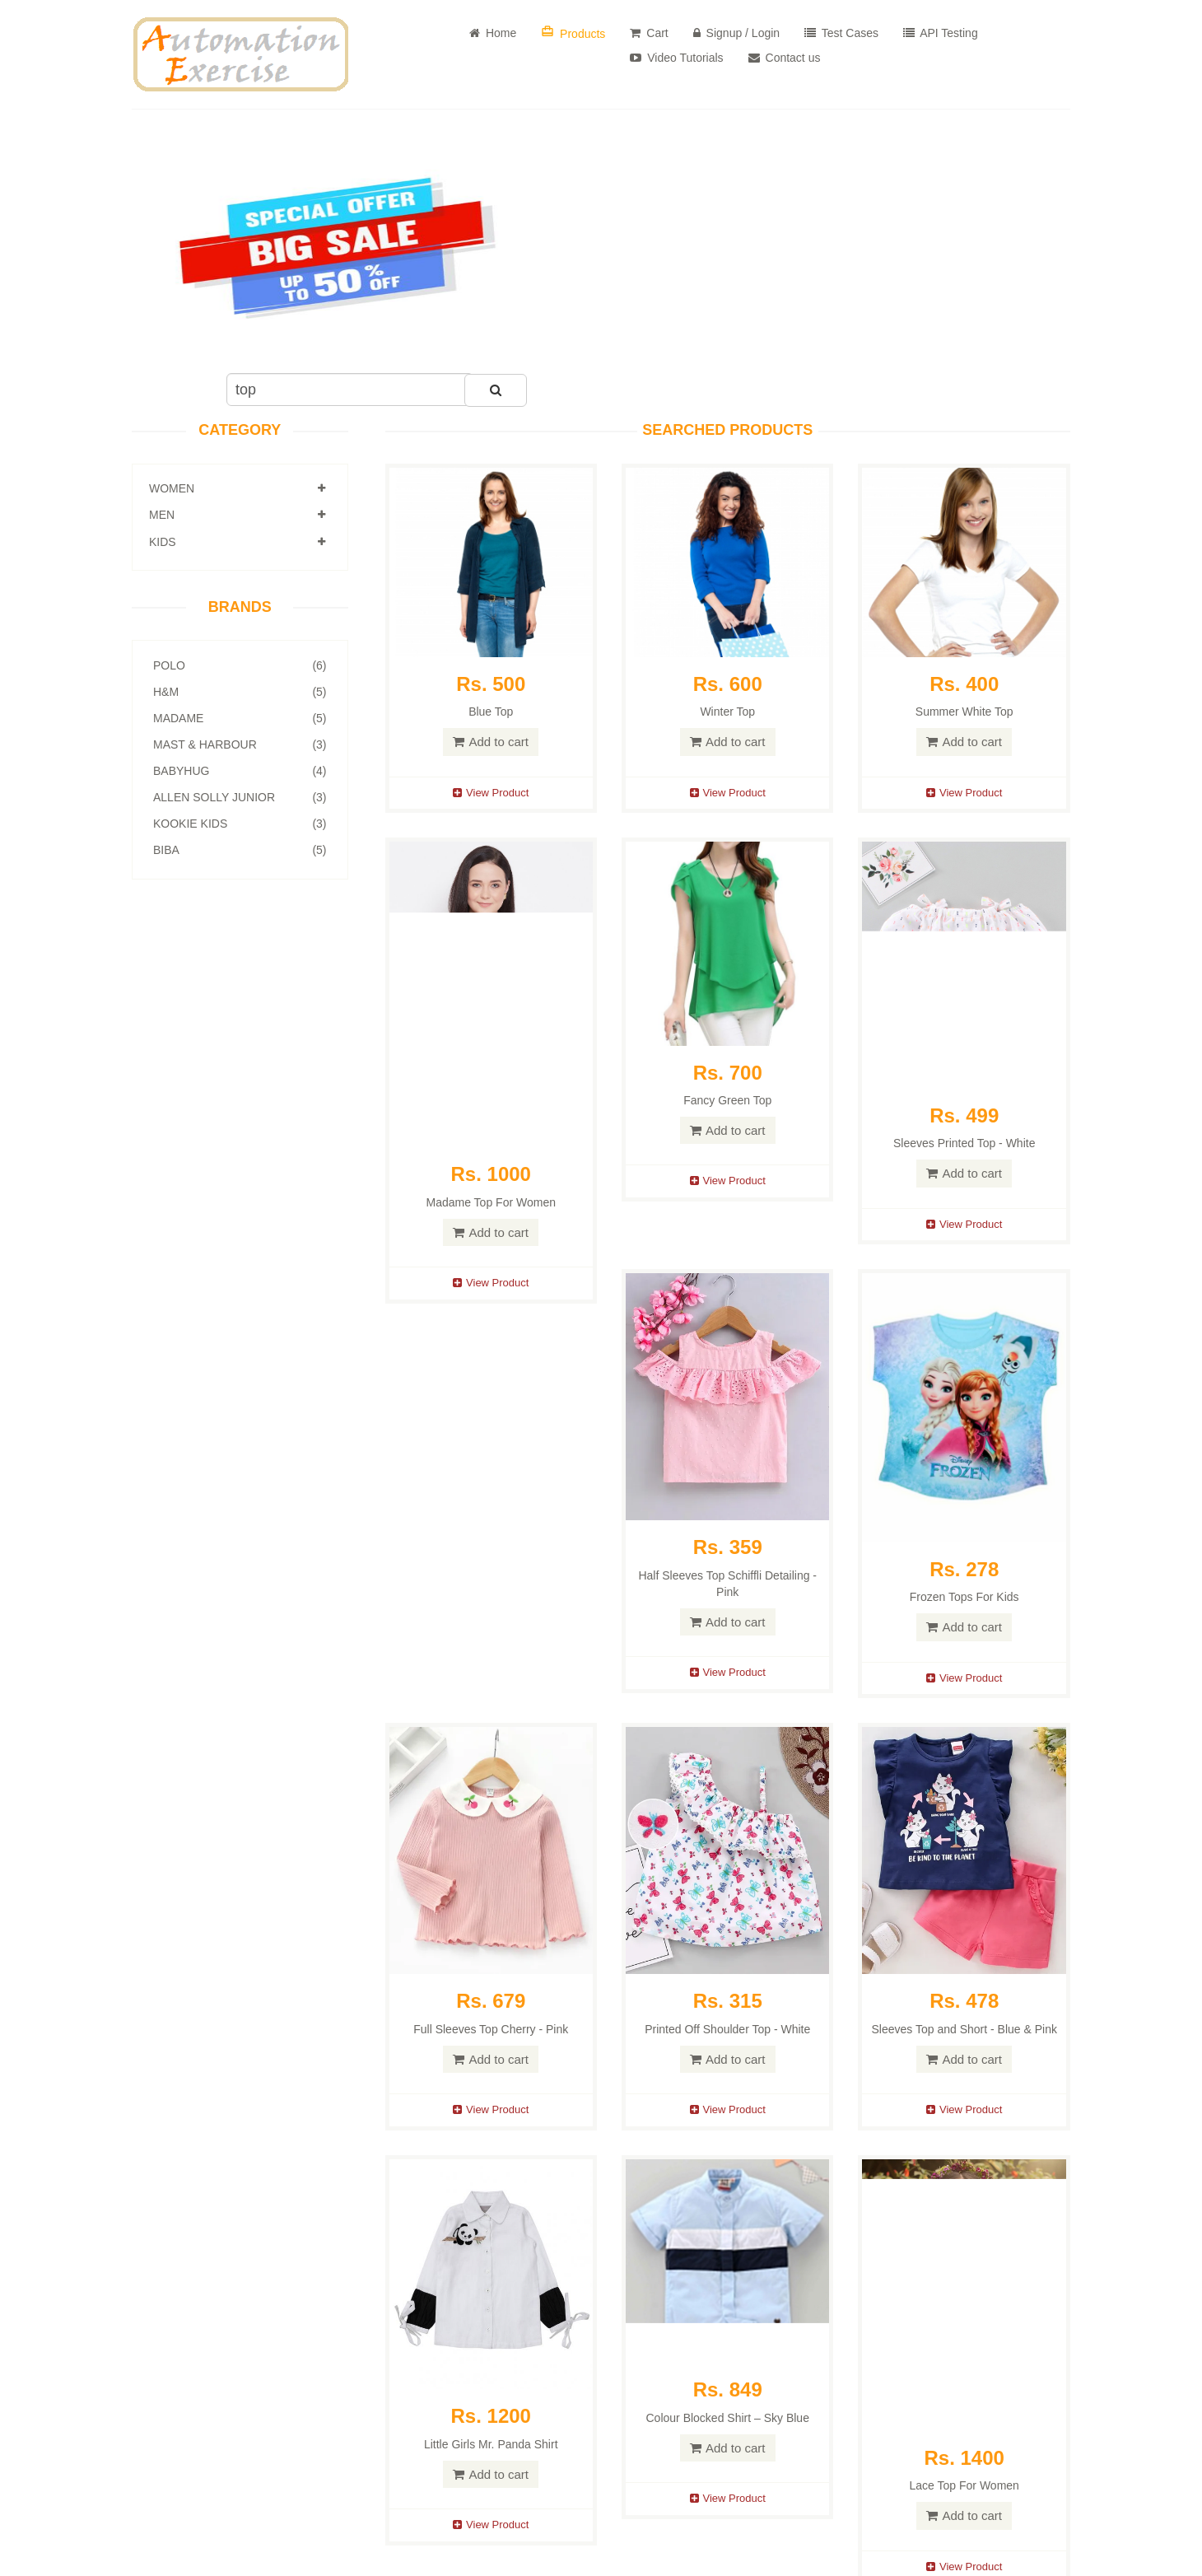 Automation
Exercise
Home
Products
Cart
Signup / Login
Test Cases
API Testing
Video Tutorials
Contact us
SPECIAL OFFER
BIG SALE
UP TO 50% OFF
top
CATEGORY
WOMEN
MEN
KIDS
BRANDS
POLO (6)
H&M (5)
MADAME (5)
MAST & HARBOUR (3)
BABYHUG (4)
ALLEN SOLLY JUNIOR (3)
KOOKIE KIDS (3)
BIBA (5)
SEARCHED PRODUCTS
Rs. 500
Blue Top
Add to cart
View Product
Rs. 600
Winter Top
Add to cart
View Product
Rs. 400
Summer White Top
Add to cart
View Product
Rs. 1000
Madame Top For Women
Add to cart
View Product
Rs. 700
Fancy Green Top
Add to cart
View Product
Rs. 499
Sleeves Printed Top - White
Add to cart
View Product
Rs. 359
Half Sleeves Top Schiffli Detailing -
Pink
Add to cart
View Product
Disney
FROZEN
Rs. 278
Frozen Tops For Kids
Add to cart
View Product
Rs. 679
Full Sleeves Top Cherry - Pink
Add to cart
View Product
Rs. 315
Printed Off Shoulder Top - White
Add to cart
View Product
BE KIND TO THE PLANET
Rs. 478
Sleeves Top and Short - Blue & Pink
Add to cart
View Product
Rs. 1200
Little Girls Mr. Panda Shirt
Add to cart
View Product
Rs. 849
Colour Blocked Shirt – Sky Blue
Add to cart
View Product
Rs. 1400
Lace Top For Women
Add to cart
View Product